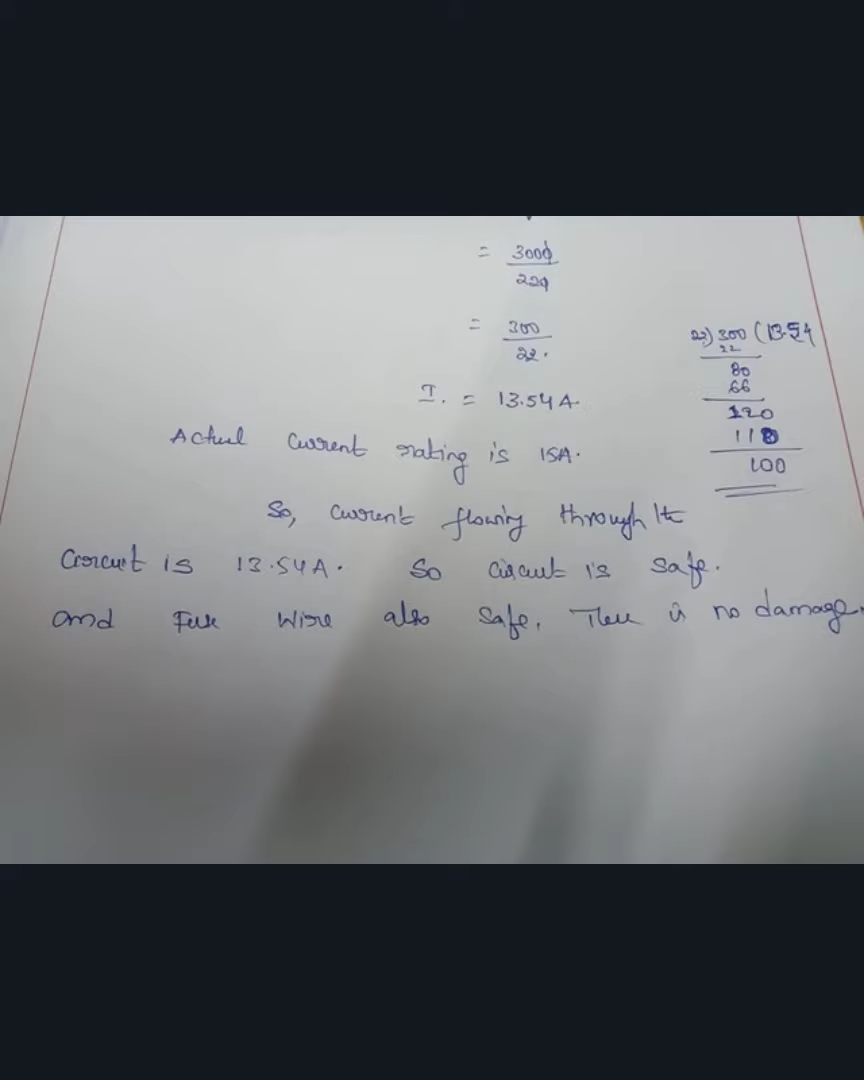 = 3000
220
= 300
22.
22) 300 (13.54
22
80
66
120
110
100
I. = 13.54 A.
Actual current rating is 15A.
So, current flowing through the
Circuit is 13.54A. So circuit is safe.
and Fuse wire also safe. There is no damage.